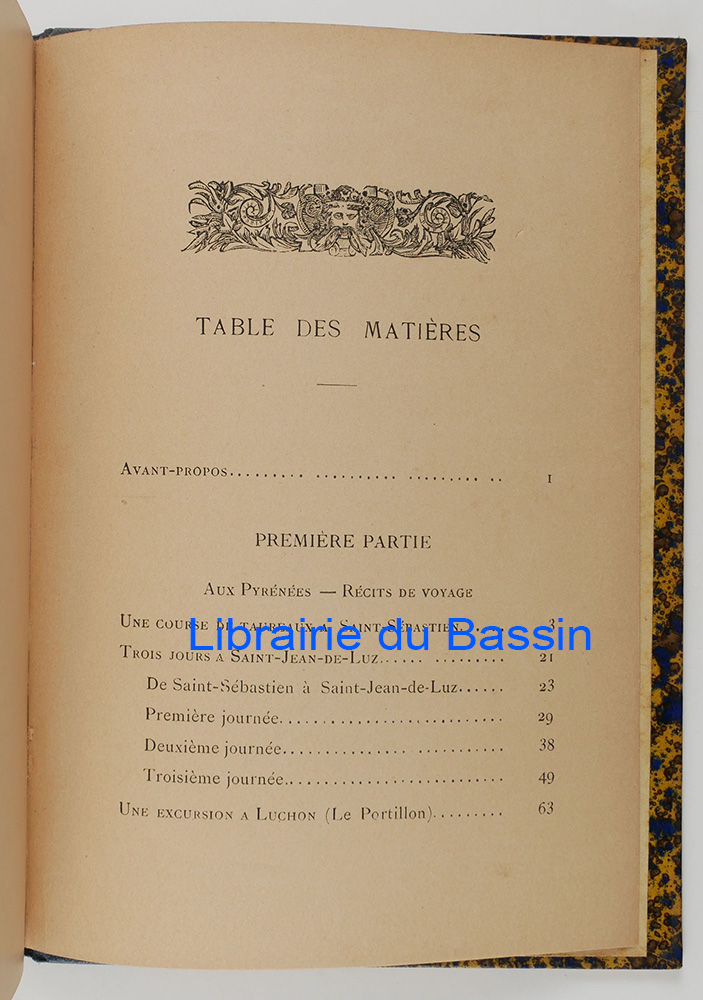 TABLE DES MATIÈRES
AVANT-PROPOS.......... .......... ......... .. 1
PREMIÈRE PARTIE
AUX PYRÉNÉES — RÉCITS DE VOYAGE
UNE COURSE DE TAUREAUX A SAINT-SÉBASTIEN..... 3
Librairie du Bassin
TROIS JOURS A SAINT-JEAN-DE-LUZ...... ......... 21
De Saint-Sébastien à Saint-Jean-de-Luz...... 23
Première journée.......................... 29
Deuxième journée.............. ........... 38
Troisième journée.......................... 49
UNE EXCURSION A LUCHON (Le Portillon)......... 63